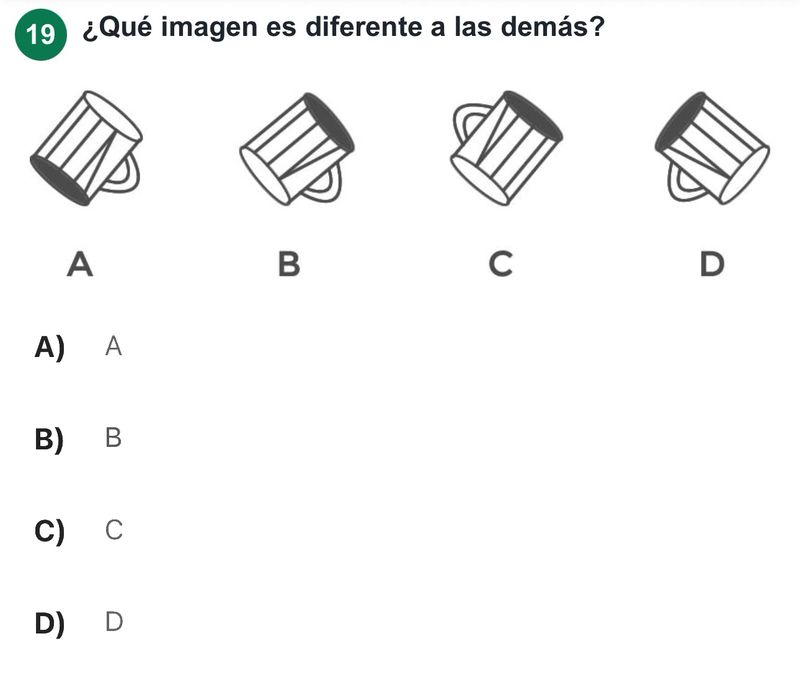 19 ¿Qué imagen es diferente a las demás?
A B C D
A) A
B) B
C) C
D) D